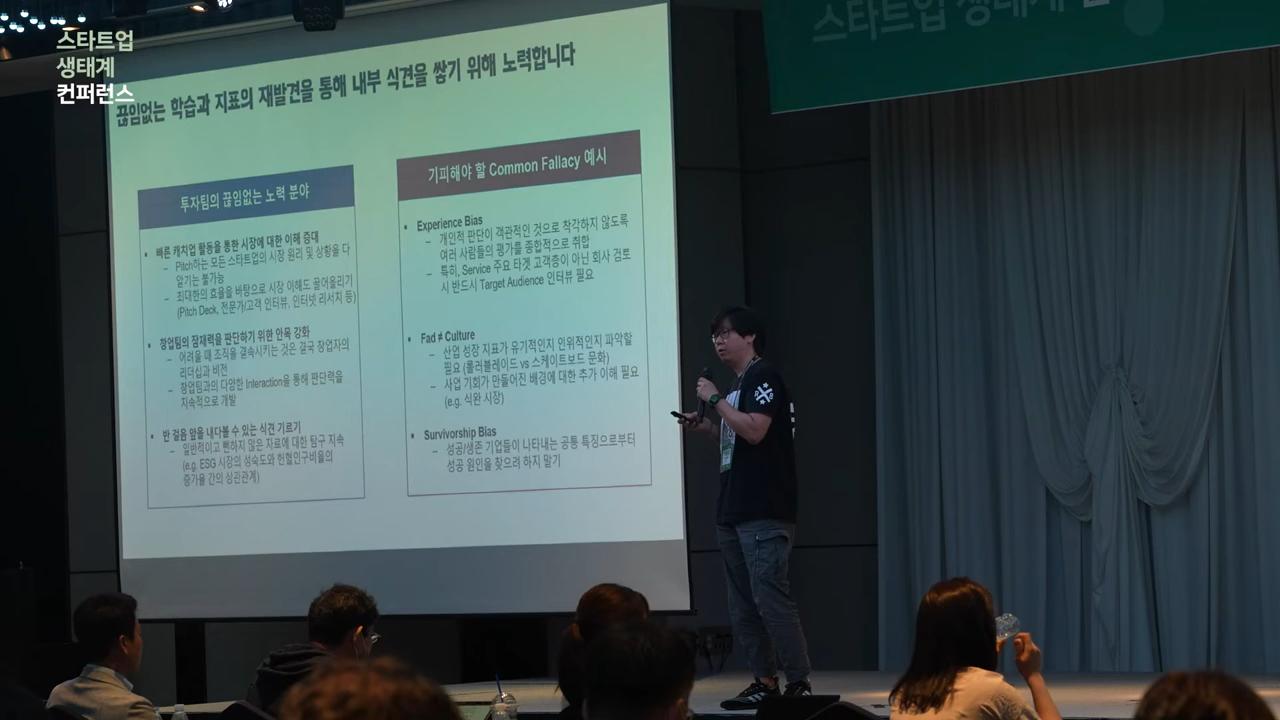 스타트업
생태계
컨퍼런스
스타트업 생태계
끊임없는 학습과 지표의 재발견을 통해 내부 식견을 쌓기 위해 노력합니다
투자팀의 끊임없는 노력 분야
• 빠른 캐치업 활동을 통한 시장에 대한 이해 증대
– Pitch하는 모든 스타트업의 시장 원리 및 상황을 다
알기는 불가능
– 최대한의 효율을 바탕으로 시장 이해도 끌어올리기
(Pitch Deck, 전문가/고객 인터뷰, 인터넷 리서치 등)
• 창업팀의 잠재력을 판단하기 위한 안목 강화
– 어려울 때 조직을 결속시키는 것은 결국 창업자의
리더십과 비전
– 창업팀과의 다양한 Interaction을 통해 판단력을
지속적으로 개발
• 반 걸음 앞을 내다볼 수 있는 식견 기르기
– 일반적이고 뻔하지 않은 자료에 대한 탐구 지속
(e.g. ESG 시장의 성숙도와 헌혈인구비율의
증가율 간의 상관관계)
기피해야 할 Common Fallacy 예시
• Experience Bias
– 개인적 판단이 객관적인 것으로 착각하지 않도록
여러 사람들의 평가를 종합적으로 취합
– 특히, Service 주요 타겟 고객층이 아닌 회사 검토
시 반드시 Target Audience 인터뷰 필요
• Fad ≠ Culture
– 산업 성장 지표가 유기적인지 인위적인지 파악할
필요 (롤러블레이드 vs 스케이트보드 문화)
– 사업 기회가 만들어진 배경에 대한 추가 이해 필요
(e.g. 식완 시장)
• Survivorship Bias
– 성공/생존 기업들이 나타내는 공통 특징으로부터
성공 원인을 찾으려 하지 말기